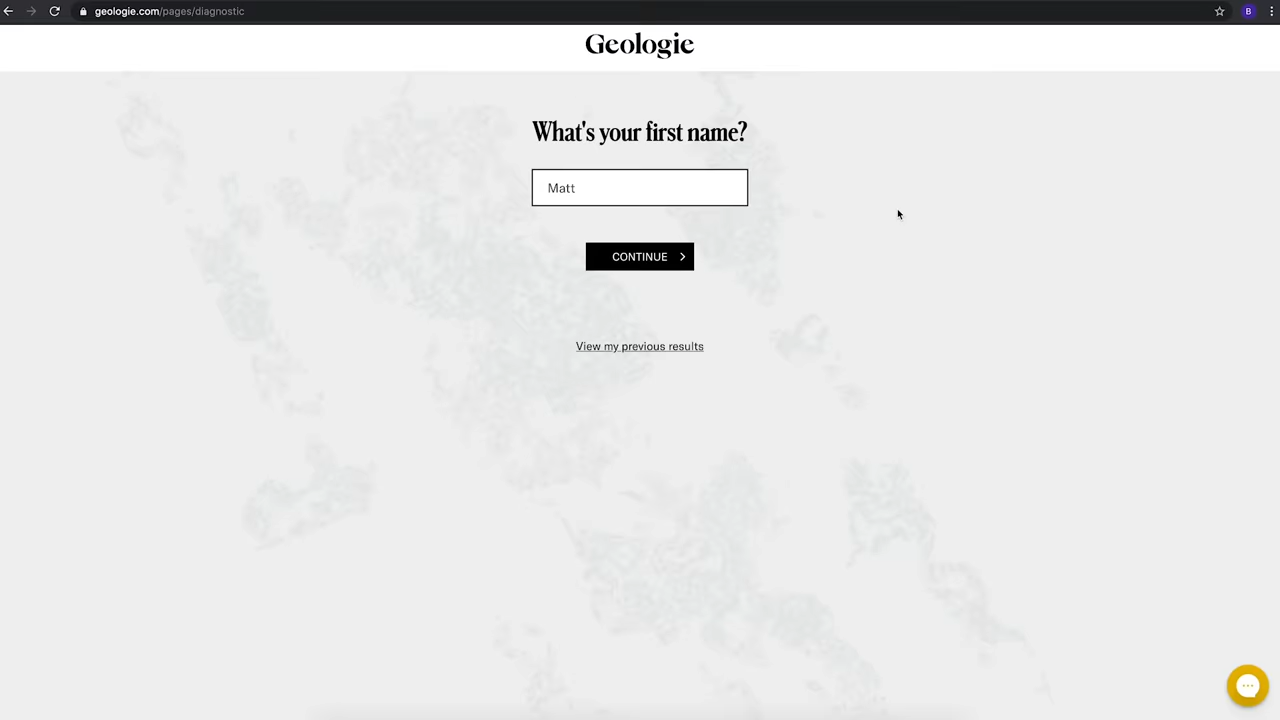 geologie.com/pages/diagnostic
B
Geologie
What's your first name?
Matt
CONTINUE
View my previous results